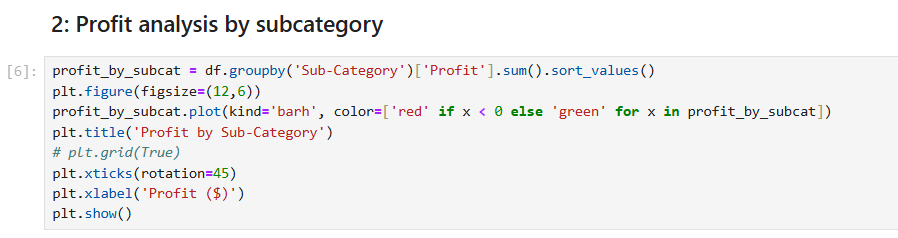 2: Profit analysis by subcategory
[6]: profit_by_subcat = df.groupby('Sub-Category')['Profit'].sum().sort_values()
plt.figure(figsize=(12,6))
profit_by_subcat.plot(kind='barh', color=['red' if x < 0 else 'green' for x in profit_by_subcat])
plt.title('Profit by Sub-Category')
# plt.grid(True)
plt.xticks(rotation=45)
plt.xlabel('Profit ($)')
plt.show()